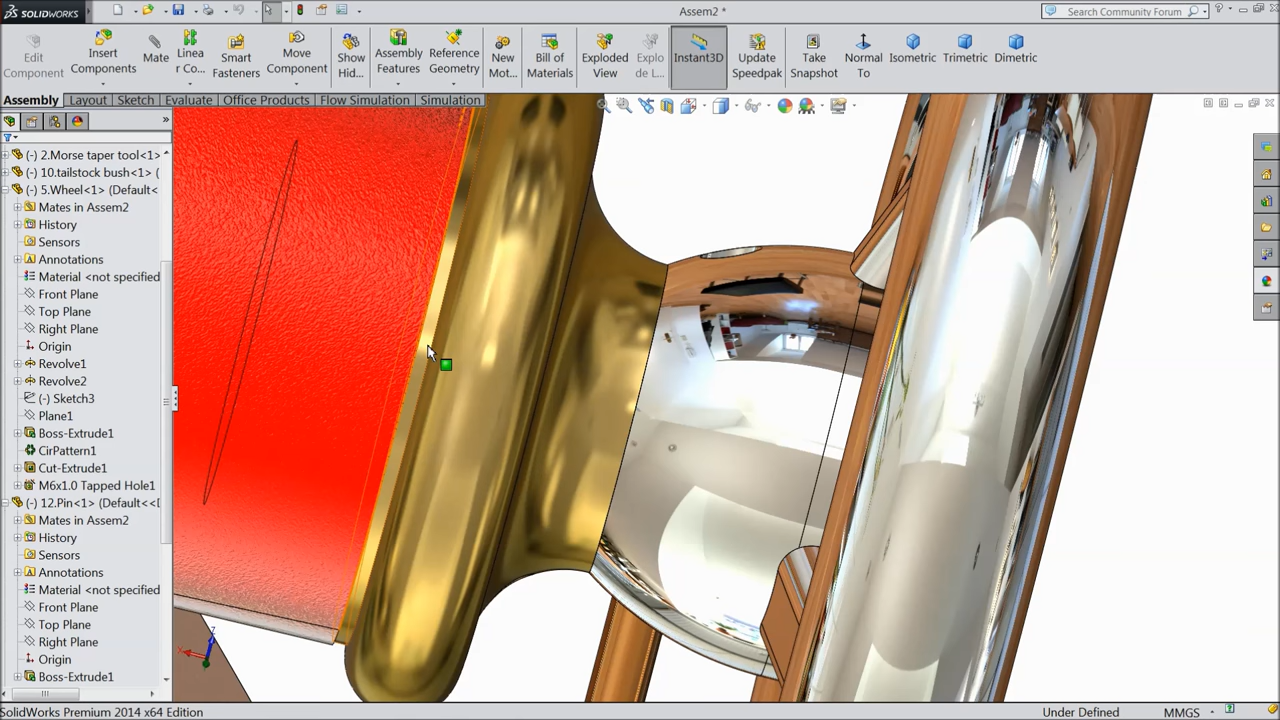 SOLIDWORKS
Assem2 *
Search Community Forum
Edit Component
Insert Components
Mate
Linea r Co...
Smart Fasteners
Move Component
Show Hid...
Assembly Features
Reference Geometry
New Mot...
Bill of Materials
Exploded View
Explo de L...
Instant3D
Update Speedpak
Take Snapshot
Normal To
Isometric
Trimetric
Dimetric
Assembly
Layout
Sketch
Evaluate
Office Products
Flow Simulation
Simulation
(-) 2.Morse taper tool<1>
(-) 10.tailstock bush<1> (
(-) 5.Wheel<1> (Default<
Mates in Assem2
History
Sensors
Annotations
Material <not specified
Front Plane
Top Plane
Right Plane
Origin
Revolve1
Revolve2
(-) Sketch3
Plane1
Boss-Extrude1
CirPattern1
Cut-Extrude1
M6x1.0 Tapped Hole1
(-) 12.Pin<1> (Default<<D
Mates in Assem2
History
Sensors
Annotations
Material <not specified
Front Plane
Top Plane
Right Plane
Origin
Boss-Extrude1
Z
X
SolidWorks Premium 2014 x64 Edition
Under Defined
MMGS